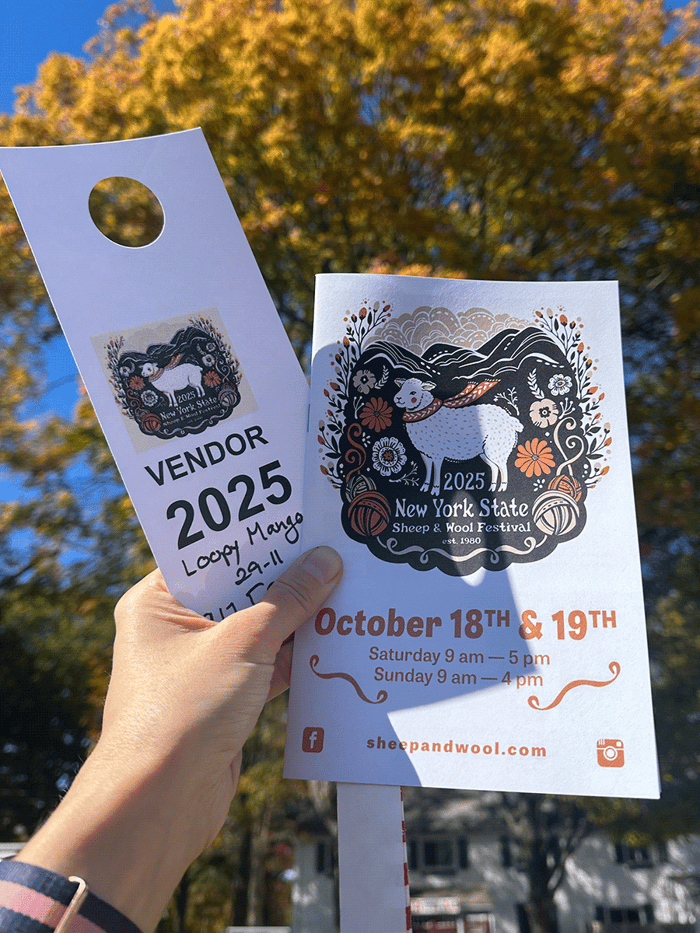 2025
New York State
Sheep & Wool Festival
VENDOR
2025
Loopy Mango
29-11
2025
New York State
Sheep & Wool Festival
est. 1980
October 18TH & 19TH
Saturday 9 am — 5 pm
Sunday 9 am — 4 pm
f
sheepandwool.com